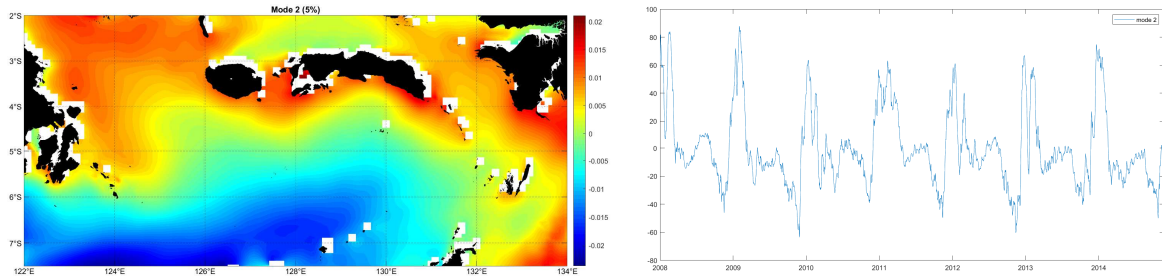 Mode 2 (5%)
2°S
3°S
4°S
5°S
6°S
7°S
122°E
124°E
126°E
128°E
130°E
132°E
134°E
0.02
0.015
0.01
0.005
0
-0.005
-0.01
-0.015
-0.02
mode 2
100
80
60
40
20
0
-20
-40
-60
-80
2008
2009
2010
2011
2012
2013
2014